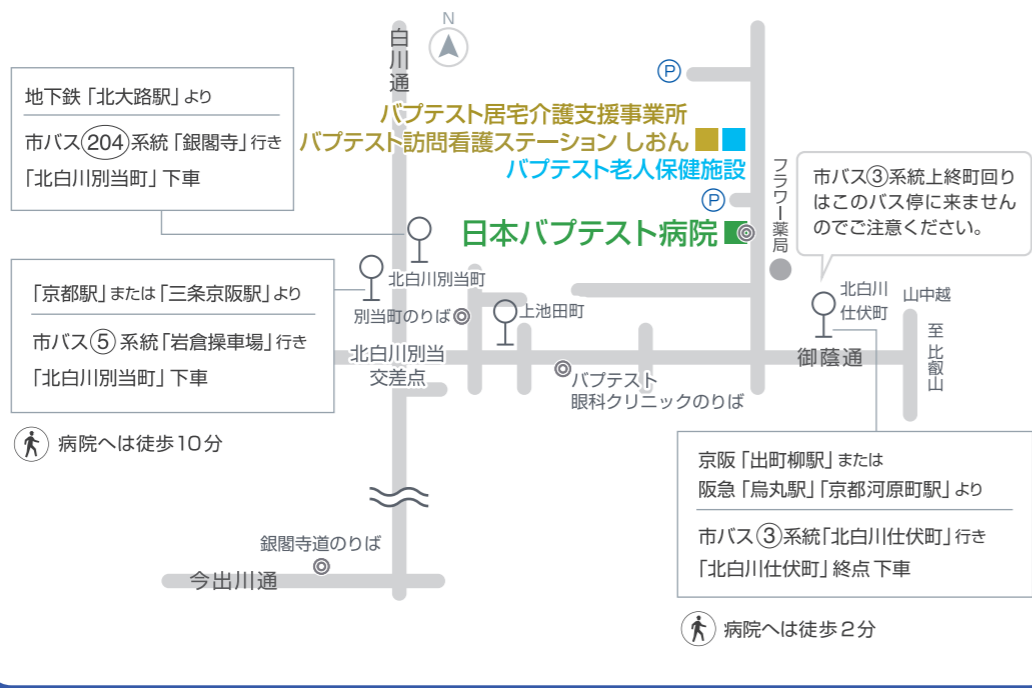 N
白川通
地下鉄「北大路駅」より
市バス204系統「銀閣寺」行き
「北白川別当町」下車
P
バプテスト居宅介護支援事業所
バプテスト訪問看護ステーション しおん
バプテスト老人保健施設
P
日本バプテスト病院
フラワー薬局
市バス③系統上終町回り
はこのバス停に来ません
のでご注意ください。
「京都駅」または「三条京阪駅」より
市バス⑤系統「岩倉操車場」行き
「北白川別当町」下車
病院へは徒歩10分
北白川別当町
別当町のりば
上池田町
北白川別当
交差点
バプテスト
眼科クリニックのりば
北白川
仕伏町
山中越
御蔭通
至 比叡山
京阪「出町柳駅」または
阪急「烏丸駅」「京都河原町駅」より
市バス③系統「北白川仕伏町」行き
「北白川仕伏町」終点下車
病院へは徒歩2分
銀閣寺道のりば
今出川通